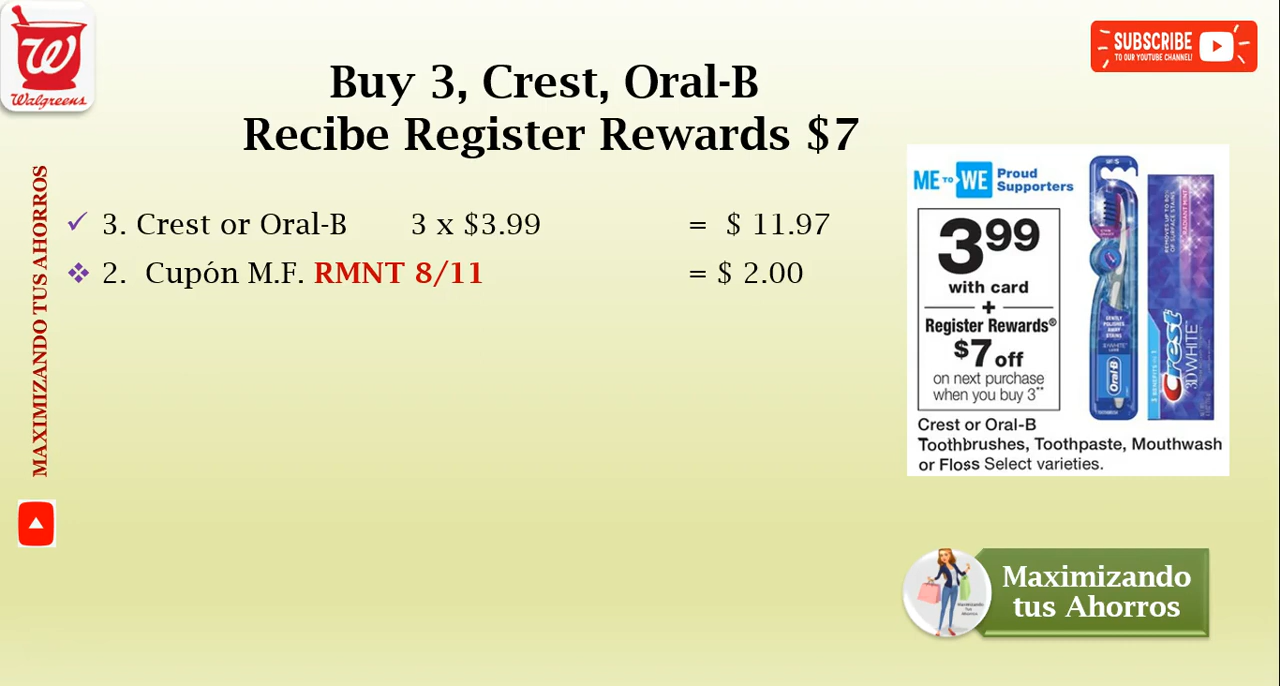 Walgreens
SUBSCRIBE
TO OUR YOUTUBE CHANNEL!
Buy 3, Crest, Oral-B
Recibe Register Rewards $7
MAXIMIZANDO TUS AHORROS
3. Crest or Oral-B 3 x $3.99 = $ 11.97
2. Cupón M.F. RMNT 8/11 = $ 2.00
ME TO WE Proud
Supporters
3.99
with card
+
Register Rewards®
$7 off
on next purchase
when you buy 3**
Oral-B
Crest
3D WHITE
RADIANT MINT
Crest or Oral-B
Toothbrushes, Toothpaste, Mouthwash
or Floss Select varieties.
Maximizando
tus Ahorros